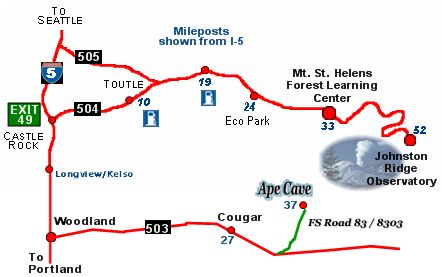 To
SEATTLE
Mileposts
shown from I-5
505
5
TOUTLE
19
Mt. St. Helens
Forest Learning
Center
EXIT
49
504
10
24
CASTLE
ROCK
Eco Park
33
52
Johnston
Ridge
Observatory
Longview/Kelso
Ape Cave
37
FS Road 83 / 8303
Woodland
503
Cougar
27
To
Portland